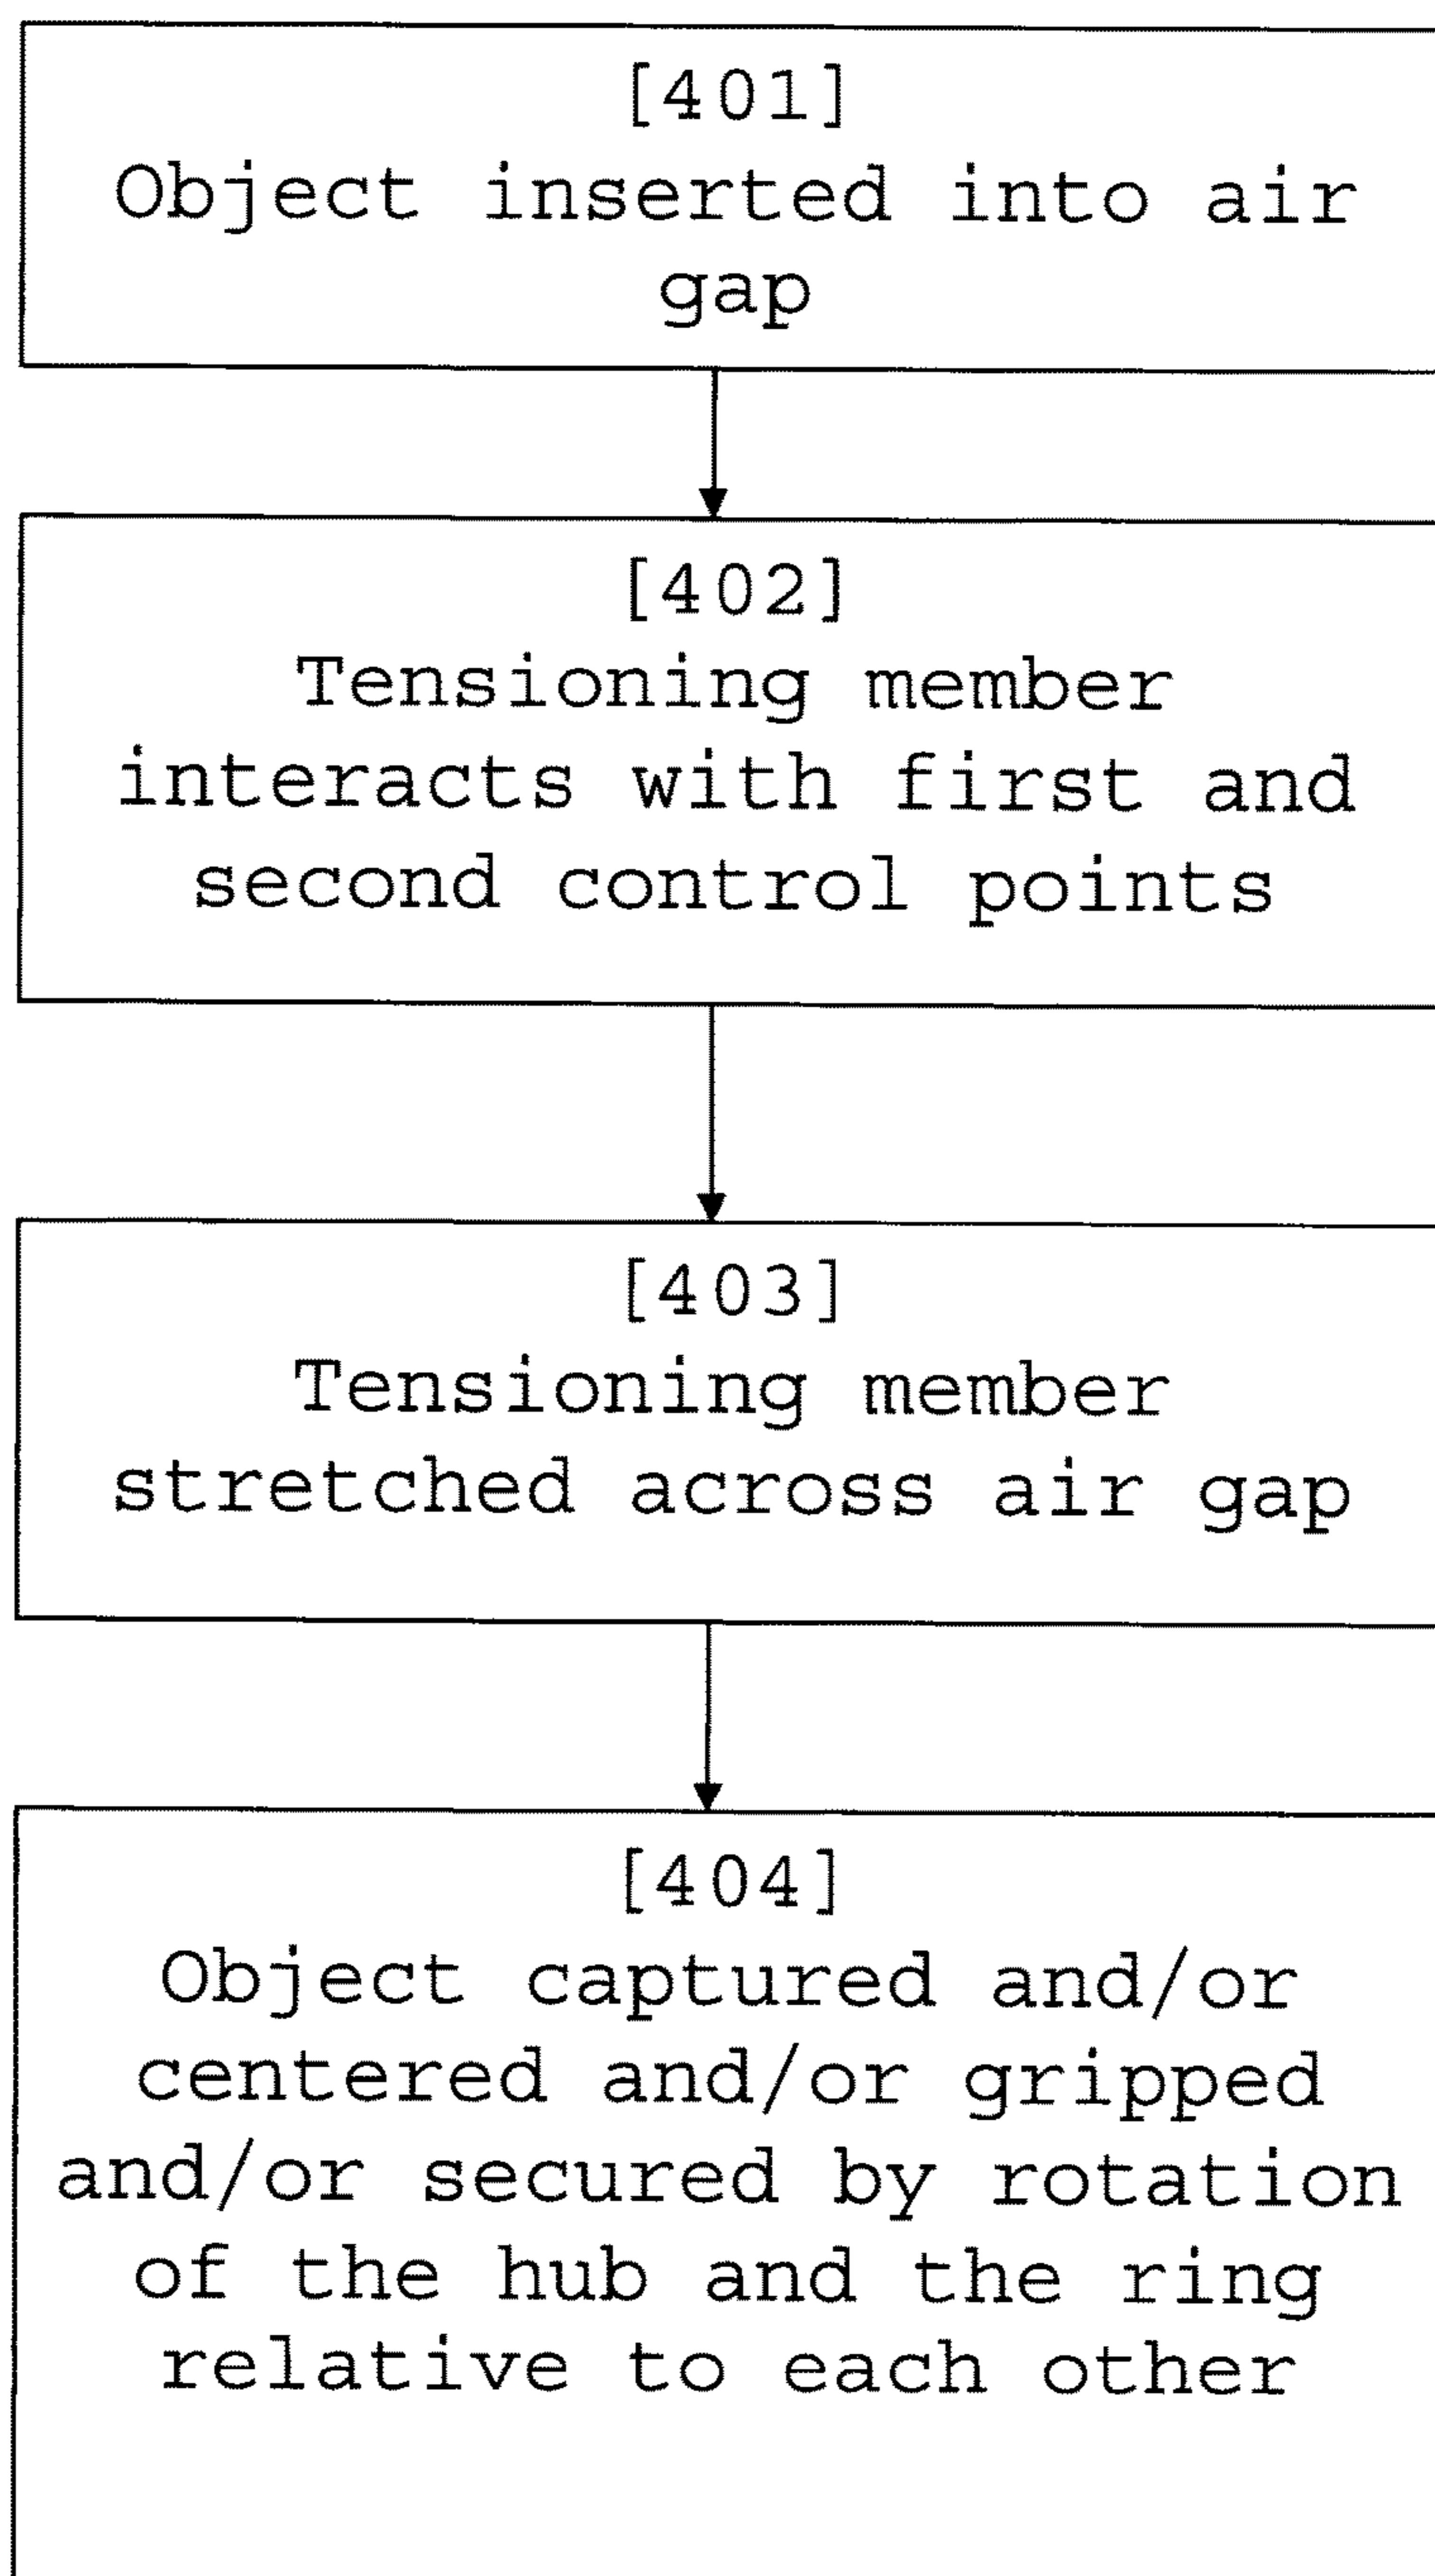 [401]
Object inserted into air
gap
[402]
Tensioning member
interacts with first and
second control points
[403]
Tensioning member
stretched across air gap
[404]
Object captured and/or
centered and/or gripped
and/or secured by rotation
of the hub and the ring
relative to each other